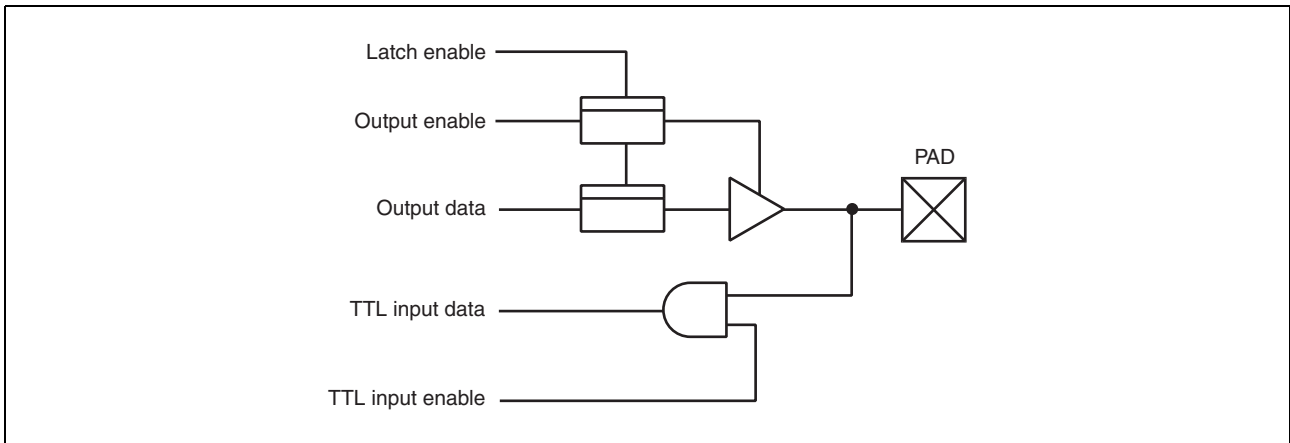 Latch enable
Output enable
PAD
Output data
TTL input data
TTL input enable